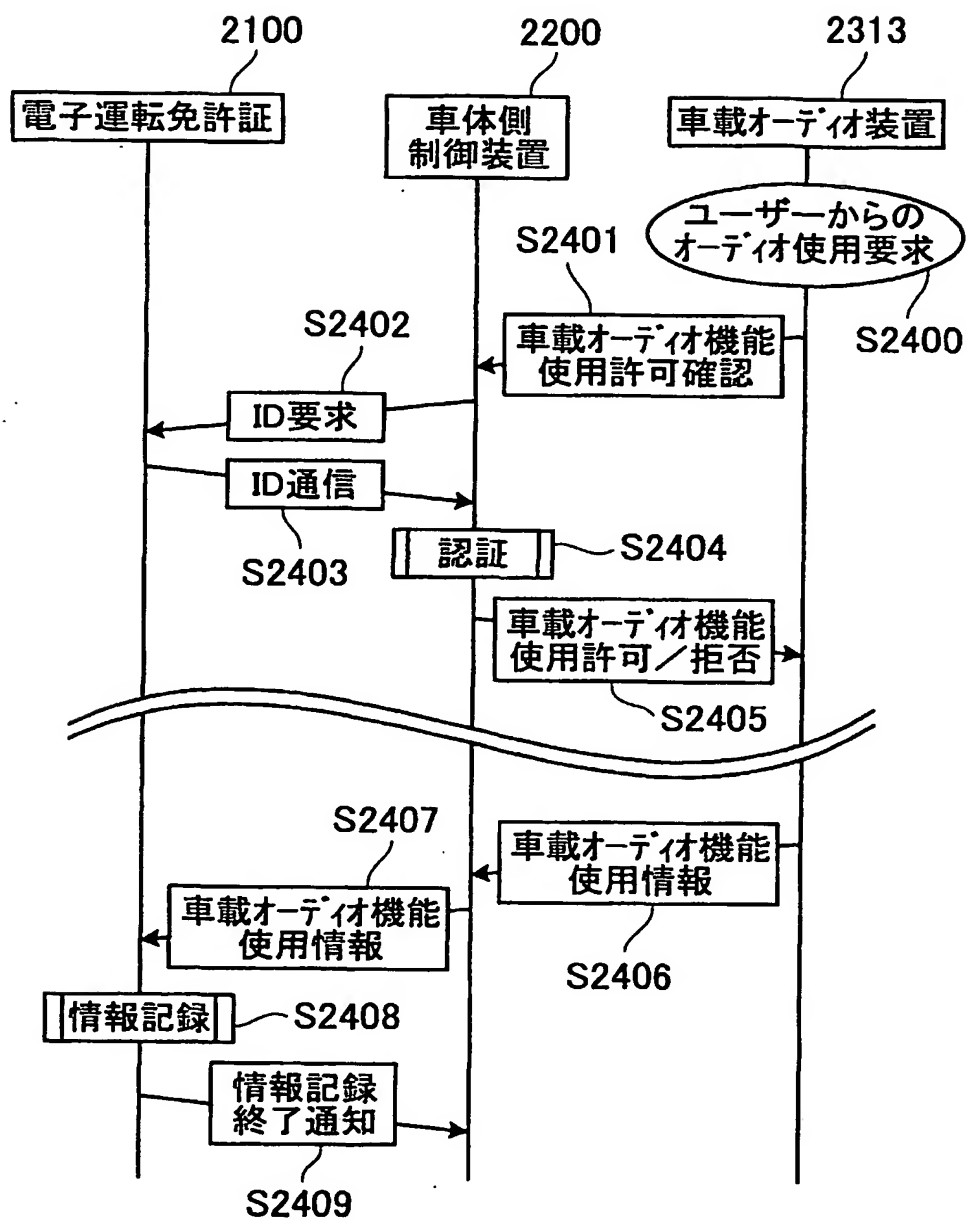 2100
2200
2313
電子運転免許証
車体側
制御装置
車載オーディオ装置
ユーザーからの
オーディオ使用要求
S2400
S2401
車載オーディオ機能
使用許可確認
S2402
ID要求
ID通信
S2403
認証
S2404
車載オーディオ機能
使用許可／拒否
S2405
車載オーディオ機能
使用情報
S2406
S2407
車載オーディオ機能
使用情報
情報記録
S2408
情報記録
終了通知
S2409